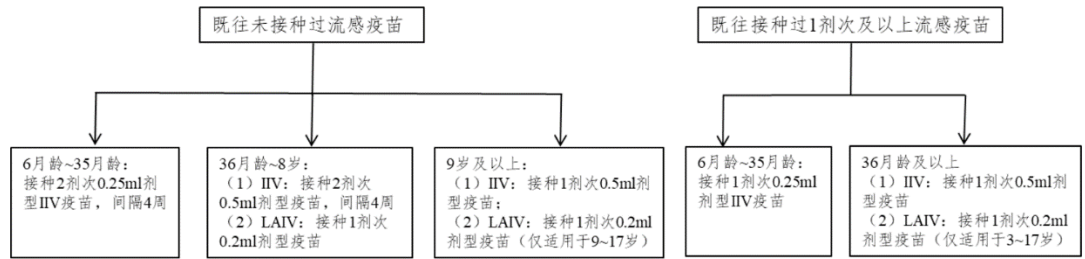 既往未接种过流感疫苗
既往接种过1剂次及以上流感疫苗
6月龄~35月龄：
接种2剂次0.25ml剂
型IIV疫苗，间隔4周
36月龄~8岁：
（1）IIV：接种2剂次
0.5ml剂型疫苗，间隔4周
（2）LAIV：接种1剂次
0.2ml剂型疫苗
9岁及以上：
（1）IIV：接种1剂次0.5ml剂
型疫苗；
（2）LAIV：接种1剂次0.2ml
剂型疫苗（仅适用于9~17岁）
6月龄~35月龄：
接种1剂次0.25ml
剂型IIV疫苗
36月龄及以上
（1）IIV：接种1剂次0.5ml剂
型疫苗
（2）LAIV：接种1剂次0.2ml
剂型疫苗（仅适用于3~17岁）